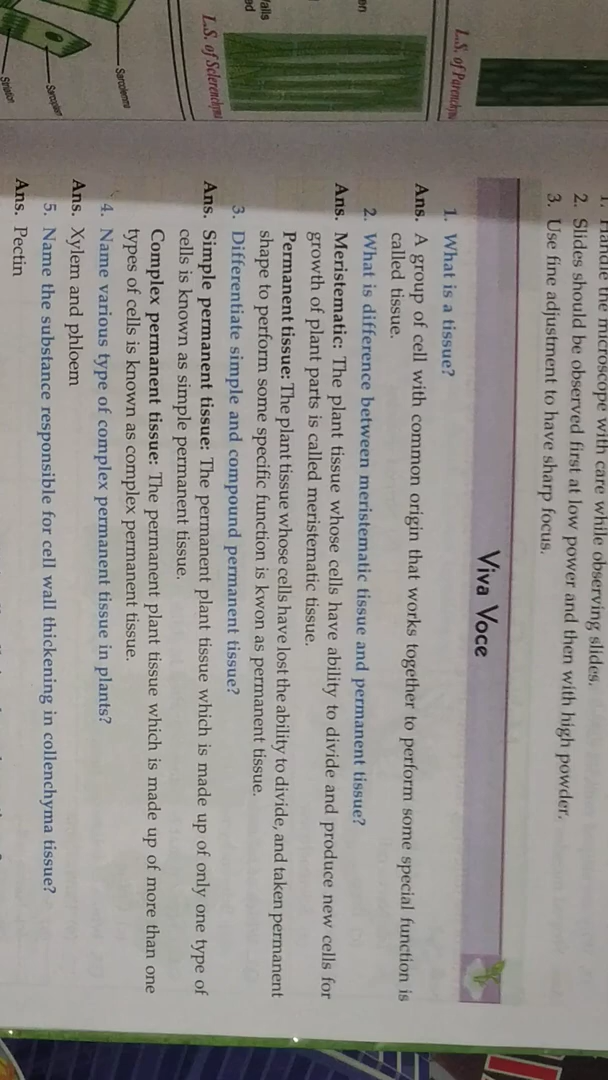 1. Handle the microscope with care while observing slides.
2. Slides should be observed first at low power and then with high powder.
3. Use fine adjustment to have sharp focus.
Viva Voce
1. What is a tissue?
Ans. A group of cell with common origin that works together to perform some special function is
called tissue.
2. What is difference between meristematic tissue and permanent tissue?
Ans. Meristematic: The plant tissue whose cells have ability to divide and produce new cells for
growth of plant parts is called meristematic tissue.
Permanent tissue: The plant tissue whose cells have lost the ability to divide, and taken permanent
shape to perform some specific function is kwon as permanent tissue.
3. Differentiate simple and compound permanent tissue?
Ans. Simple permanent tissue: The permanent plant tissue which is made up of only one type of
cells is known as simple permanent tissue.
Complex permanent tissue: The permanent plant tissue which is made up of more than one
types of cells is known as complex permanent tissue.
4. Name various type of complex permanent tissue in plants?
Ans. Xylem and phloem
5. Name the substance responsible for cell wall thickening in collenchyma tissue?
Ans. Pectin
L.S. of Parenchym
en
Walls
ed
L.S. of Sclerenchyma
Sarcolemma
Sarcoplasm
Striation